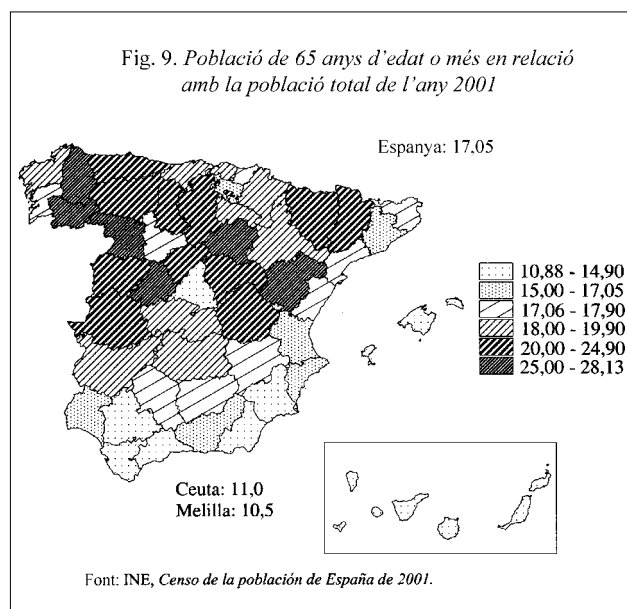 Fig. 9. Població de 65 anys d'edat o més en relació
amb la població total de l'any 2001
Espanya: 17,05
10,88 - 14,90
15,00 - 17,05
17,06 - 17,90
18,00 - 19,90
20,00 - 24,90
25,00 - 28,13
Ceuta: 11,0
Melilla: 10,5
Font: INE, Censo de la población de España de 2001.